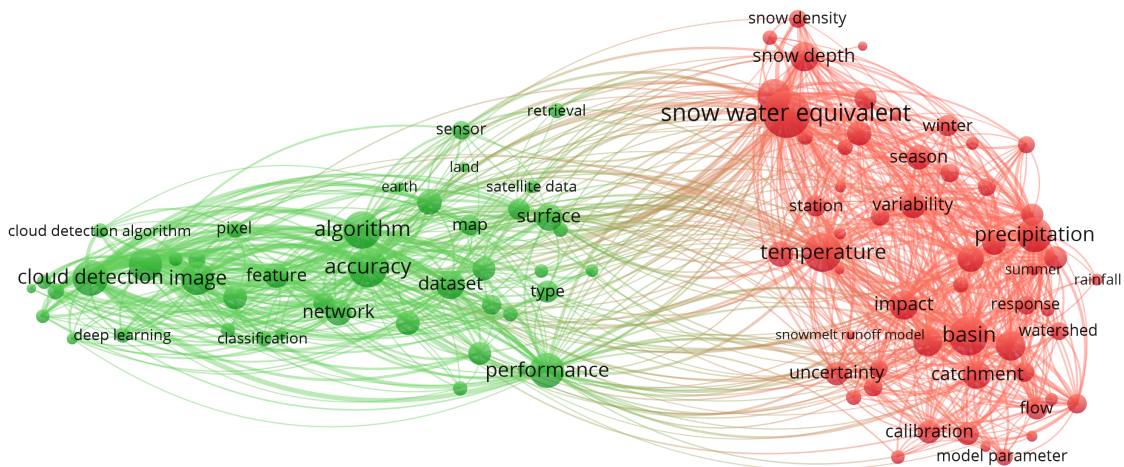 snow density
snow depth
snow water equivalent
retrieval
sensor
winter
season
land
earth
satellite data
station
variability
surface
map
cloud detection algorithm
pixel
algorithm
precipitation
temperature
accuracy
summer
cloud detection
image
feature
dataset
rainfall
type
impact
response
network
deep learning
classification
snowmelt runoff model
basin
watershed
performance
uncertainty
catchment
flow
calibration
model parameter